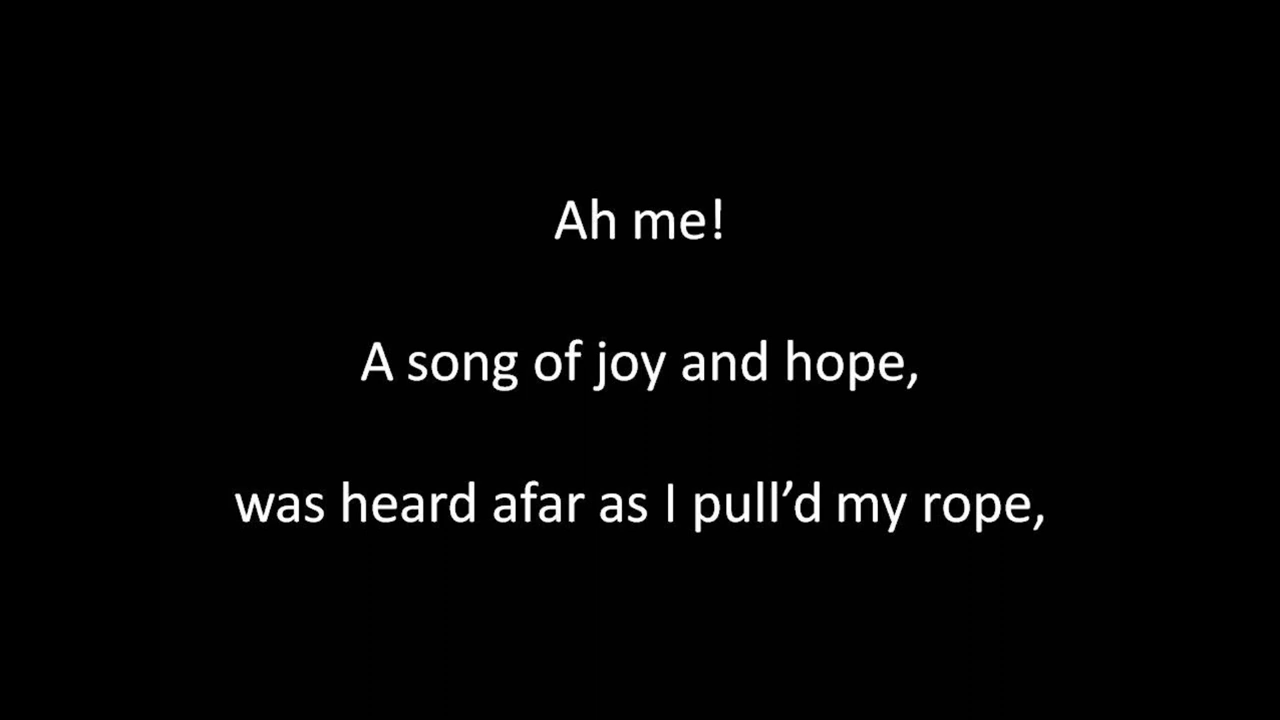 Ah me!
A song of joy and hope,
was heard afar as I pull’d my rope,